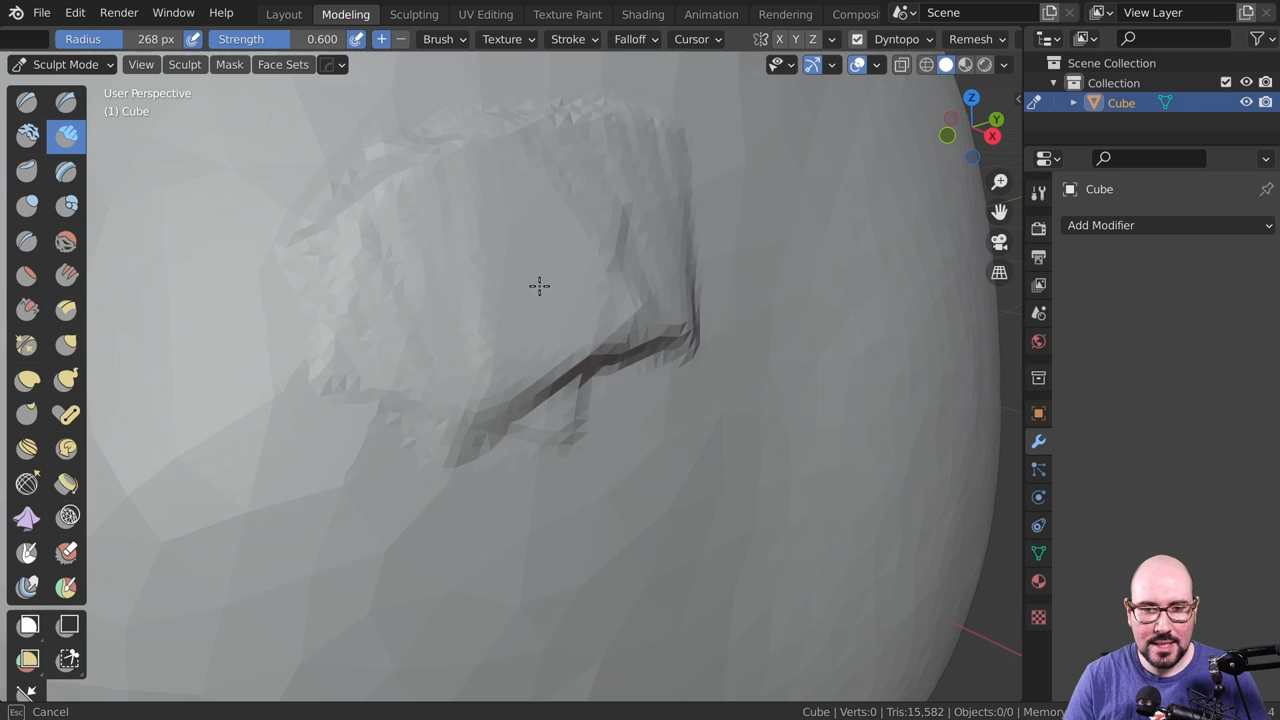 File Edit Render Window Help Layout Modeling Sculpting UV Editing Texture Paint Shading Animation Rendering Composi Scene View Layer
Radius 268 px Strength 0.600 Brush Texture Stroke Falloff Cursor X Y Z Dyntopo Remesh
Sculpt Mode View Sculpt Mask Face Sets
User Perspective
(1) Cube
Z
Y
X
Scene Collection
Collection
Cube
Cube
Add Modifier
Esc Cancel Cube | Verts:0 | Tris:15,582 | Objects:0/0 | Memory 4